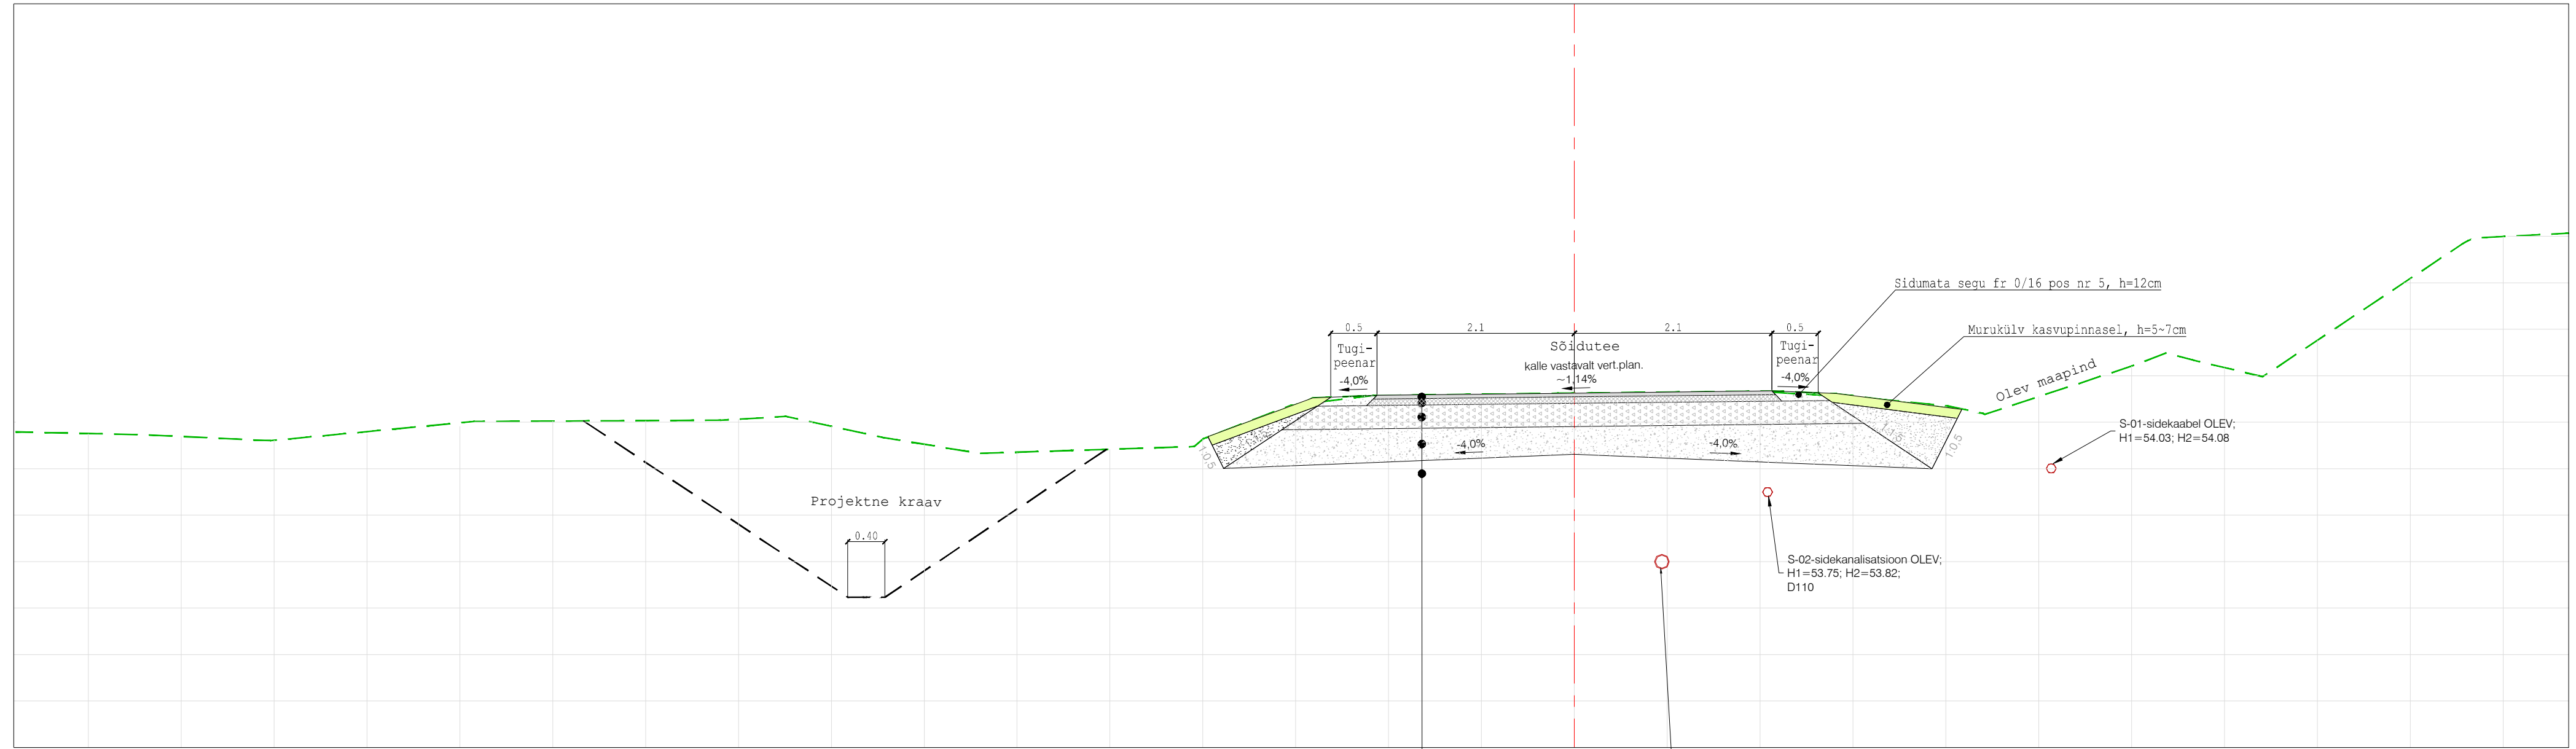 Sidumata segu fr 0/16 pos nr 5, h=12cm
Murukülv kasvupinnasel, h=5~7cm
0.5
2.1
2.1
0.5
Tugi-
peenar
-4,0%
Sõidutee
kalle vastavalt vert.plan.
~1,14%
Tugi-
peenar
-4,0%
Olev maapind
S-01-sidekaabel OLEV;
H1=54.03; H2=54.08
1:0.5
-4,0%
-4,0%
1:1.5
1:0.5
Projektne kraav
0.40
S-02-sidekanalisatsioon OLEV;
H1=53.75; H2=53.82;
D110